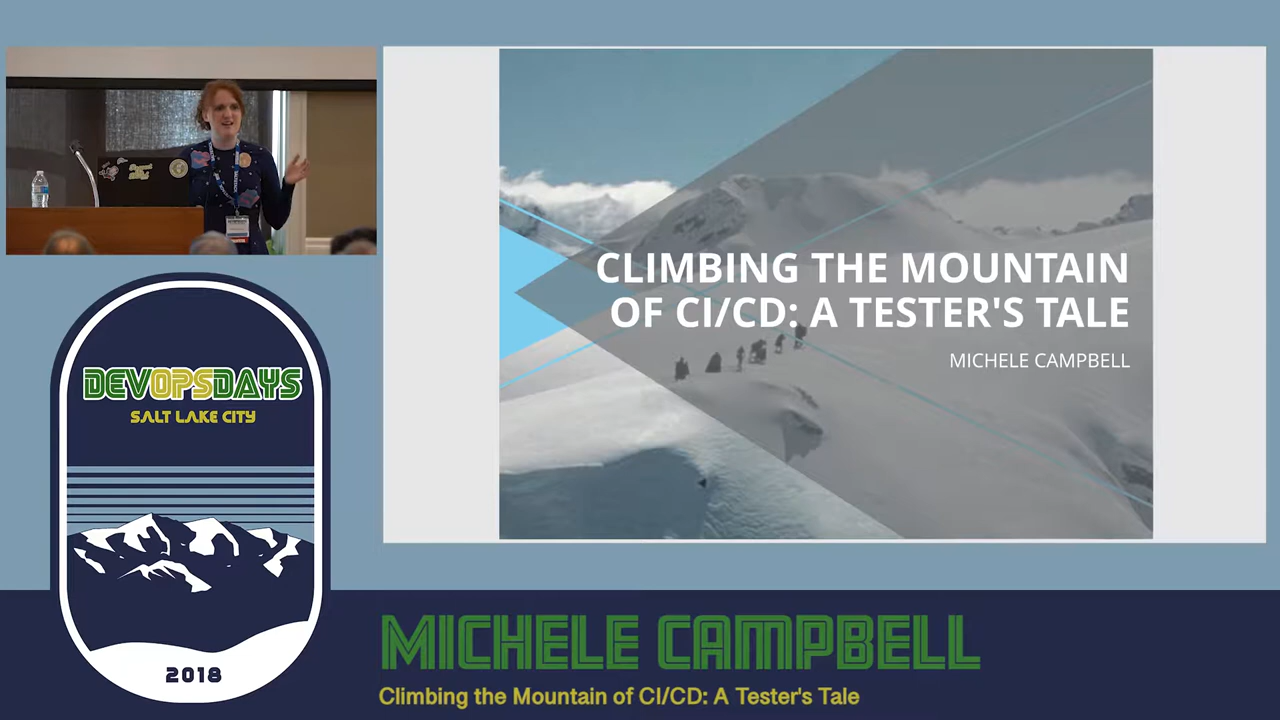 CLIMBING THE MOUNTAIN
OF CI/CD: A TESTER'S TALE
MICHELE CAMPBELL
DEVOPSDAYS
SALT LAKE CITY
2018
MICHELE CAMPBELL
Climbing the Mountain of CI/CD: A Tester's Tale